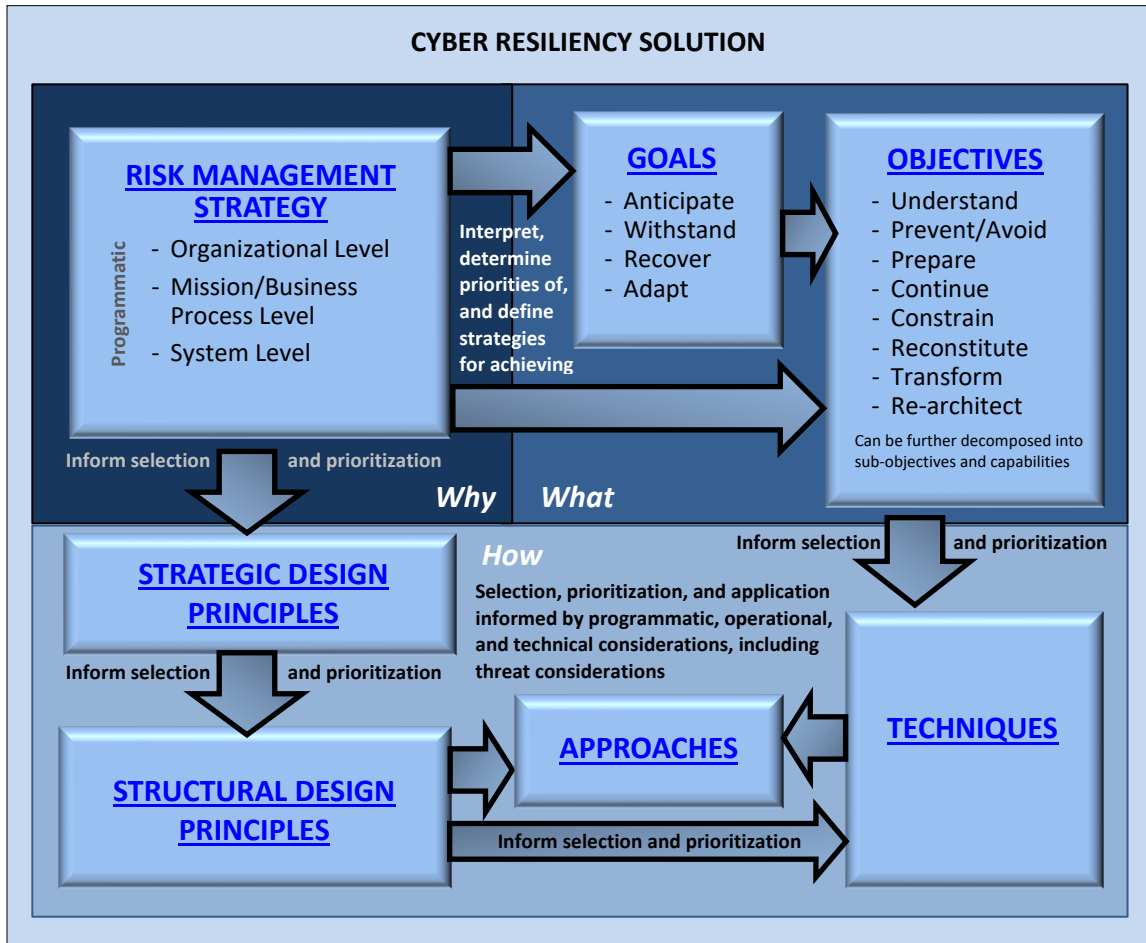 CYBER RESILIENCY SOLUTION
RISK MANAGEMENT
STRATEGY
Programmatic
- Organizational Level
- Mission/Business
Process Level
- System Level
Interpret,
determine
priorities of,
and define
strategies
for achieving
GOALS
- Anticipate
- Withstand
- Recover
- Adapt
OBJECTIVES
- Understand
- Prevent/Avoid
- Prepare
- Continue
- Constrain
- Reconstitute
- Transform
- Re-architect
Can be further decomposed into
sub-objectives and capabilities
Inform selection and prioritization
Why
What
How
Inform selection and prioritization
STRATEGIC DESIGN
PRINCIPLES
Selection, prioritization, and application
informed by programmatic, operational,
and technical considerations, including
threat considerations
Inform selection and prioritization
STRUCTURAL DESIGN
PRINCIPLES
APPROACHES
TECHNIQUES
Inform selection and prioritization